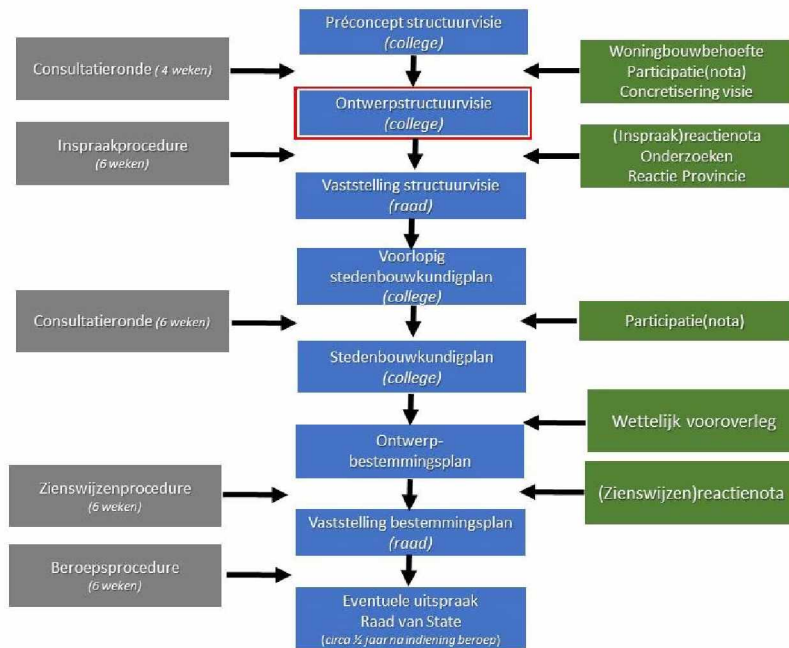 Préconcept structuurvisie
(college)
Consultatieronde (4 weken)
Woningbouwbehoefte
Participatie(nota)
Concretisering visie
Ontwerpstructuurvisie
(college)
Inspraakprocedure
(6 weken)
(Inspraak)reactienota
Onderzoeken
Reactie Provincie
Vaststelling structuurvisie
(raad)
Voorlopig
stedenbouwkundigplan
(college)
Consultatieronde (6 weken)
Participatie(nota)
Stedenbouwkundigplan
(college)
Wettelijk vooroverleg
Ontwerp-
bestemmingsplan
Zienswijzenprocedure
(6 weken)
(Zienswijzen)reactienota
Vaststelling bestemmingsplan
(raad)
Beroepsprocedure
(6 weken)
Eventuele uitspraak
Raad van State
(circa ½ jaar na indiening beroep)